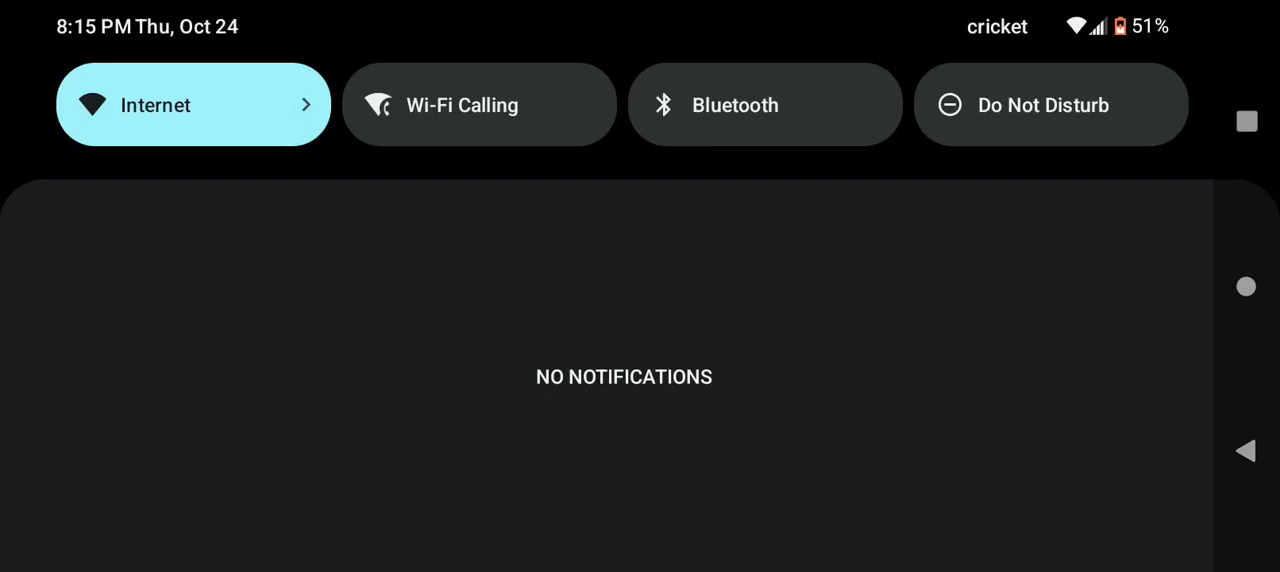 8:15 PM Thu, Oct 24 cricket 51%
Internet Wi-Fi Calling Bluetooth Do Not Disturb
NO NOTIFICATIONS